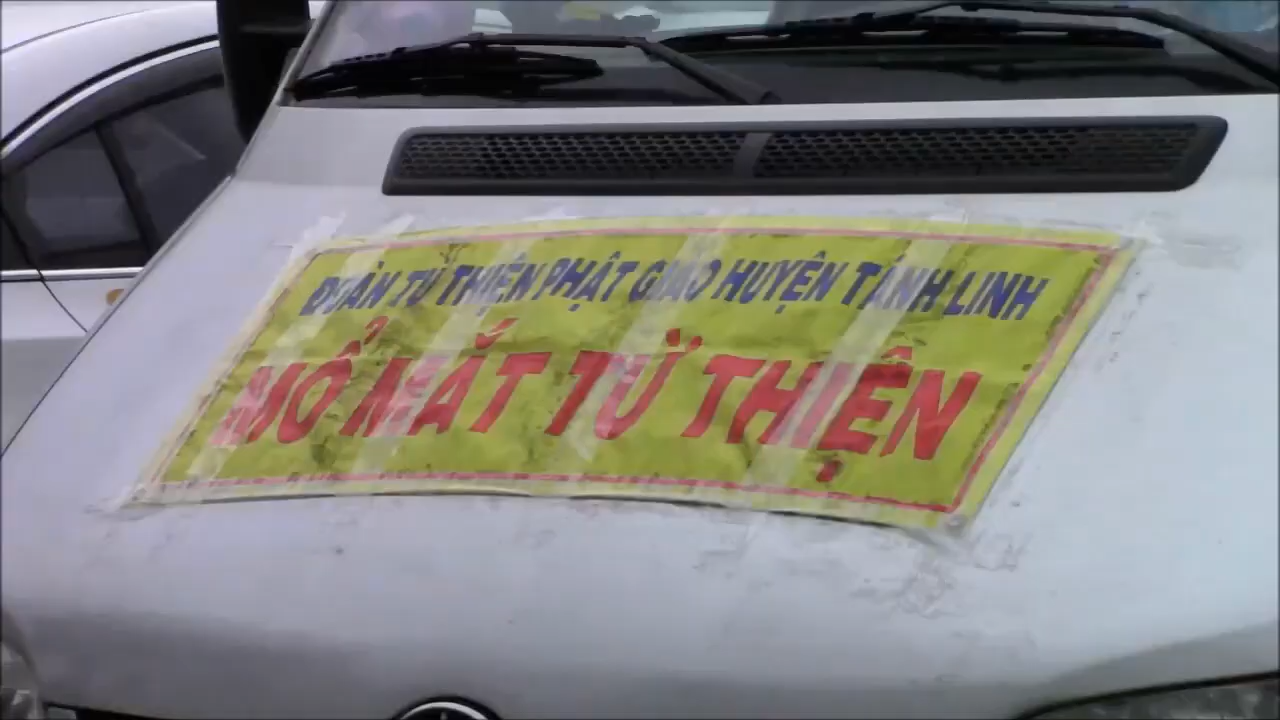 ĐOÀN TỪ THIỆN PHẬT GIÁO HUYỆN TÁNH LINH
MỔ MẮT TỪ THIỆN